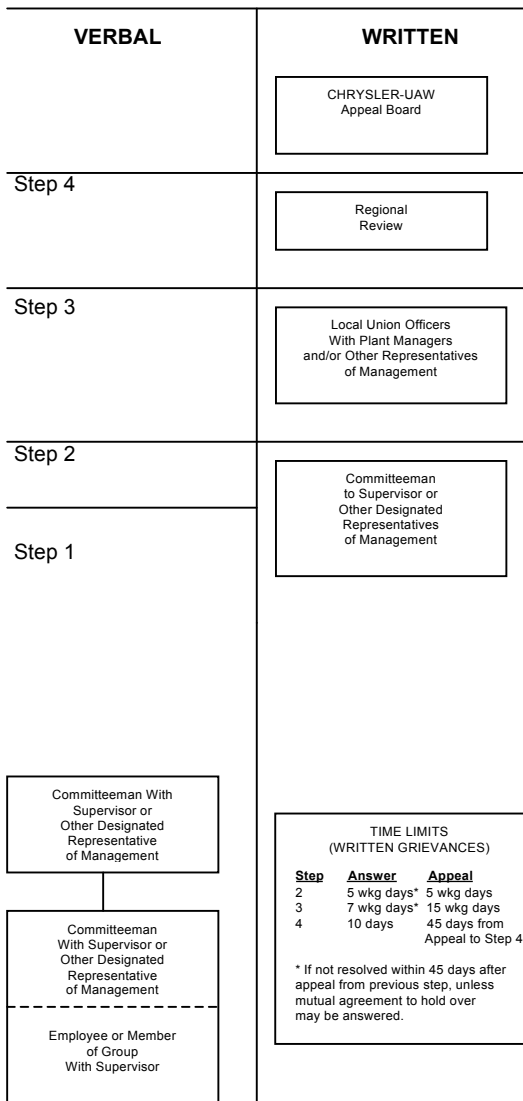 VERBAL
WRITTEN
CHRYSLER-UAW
Appeal Board
Step 4
Regional
Review
Step 3
Local Union Officers
With Plant Managers
and/or Other Representatives
of Management
Step 2
Committeeman
to Supervisor or
Other Designated
Representatives
of Management
Step 1
Committeeman With
Supervisor or
Other Designated
Representative
of Management
Committeeman
With Supervisor or
Other Designated
Representative
of Management
Employee or Member
of Group
With Supervisor
TIME LIMITS
(WRITTEN GRIEVANCES)
Step Answer Appeal
2 5 wkg days* 5 wkg days
3 7 wkg days* 15 wkg days
4 10 days 45 days from
Appeal to Step 4
* If not resolved within 45 days after
appeal from previous step, unless
mutual agreement to hold over
may be answered.